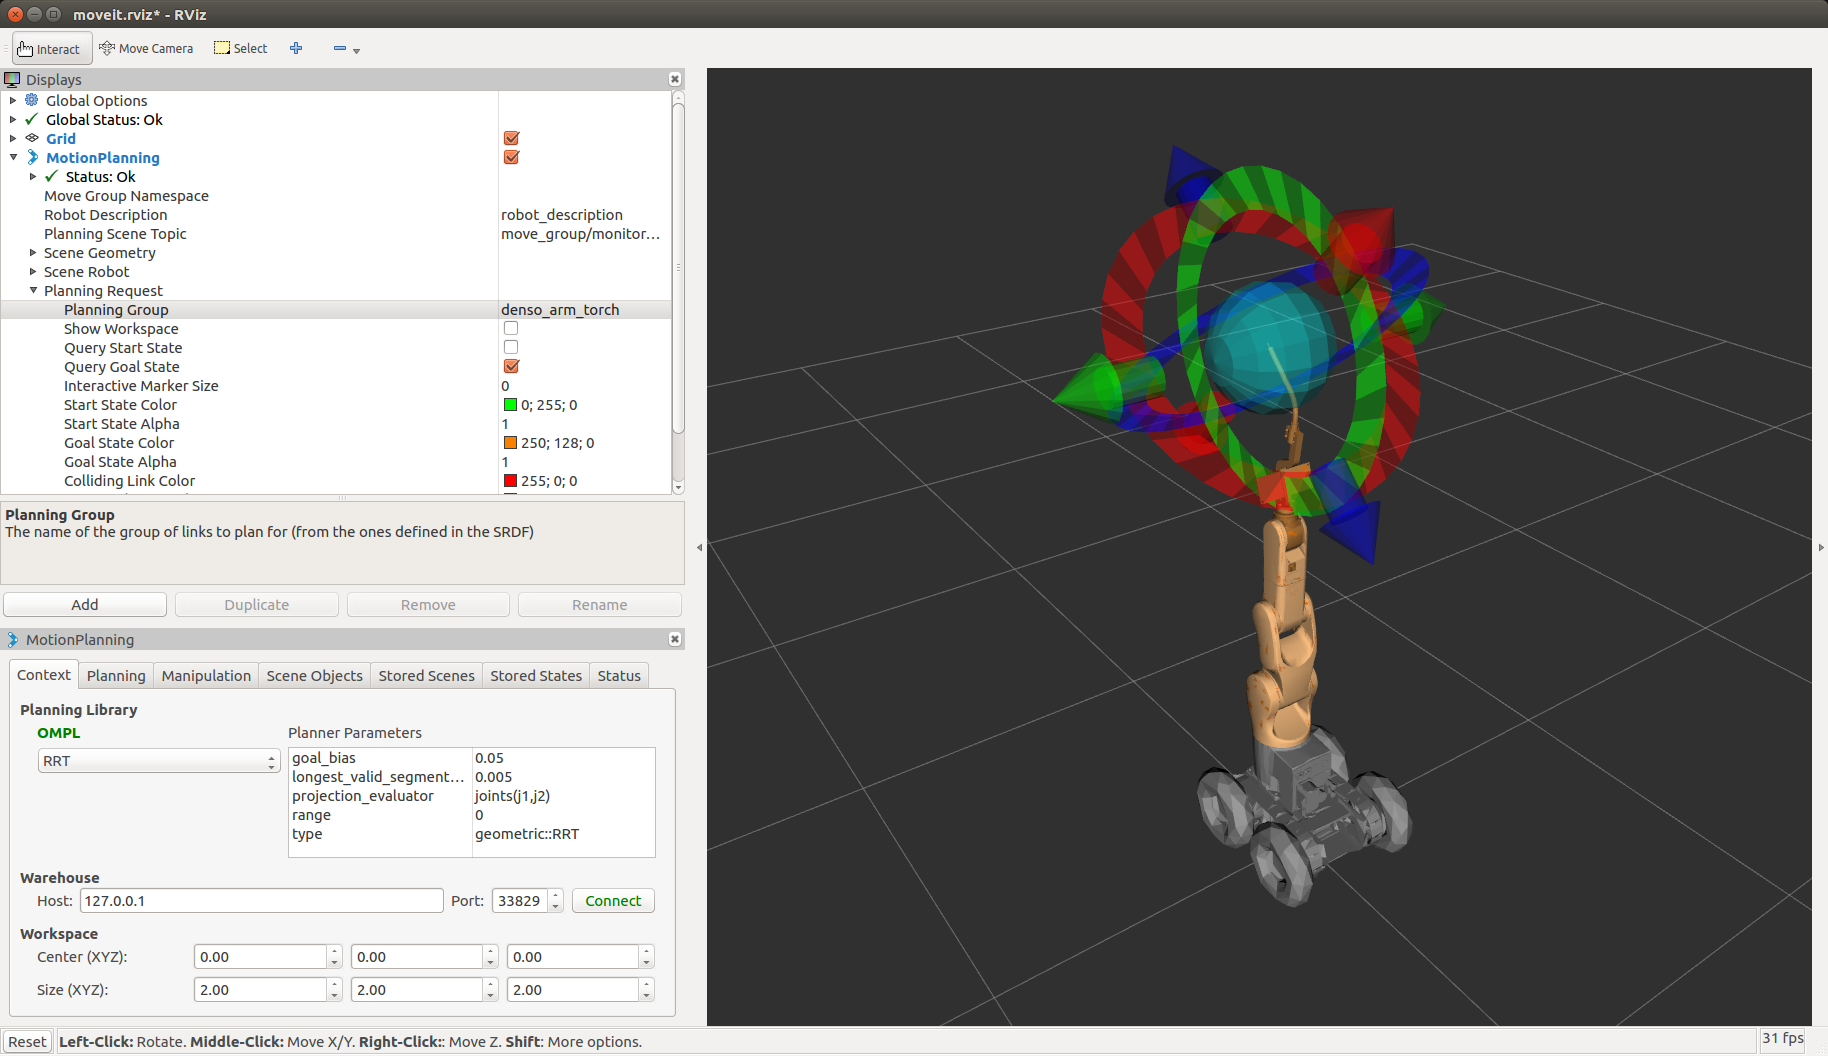 moveit.rviz* - RViz
Interact Move Camera Select
Displays
Global Options
Global Status: Ok
Grid
MotionPlanning
Status: Ok
Move Group Namespace
Robot Description robot_description
Planning Scene Topic move_group/monitor...
Scene Geometry
Scene Robot
Planning Request
Planning Group denso_arm_torch
Show Workspace
Query Start State
Query Goal State
Interactive Marker Size 0
Start State Color 0; 255; 0
Start State Alpha 1
Goal State Color 250; 128; 0
Goal State Alpha 1
Colliding Link Color 255; 0; 0
Planning Group
The name of the group of links to plan for (from the ones defined in the SRDF)
Add Duplicate Remove Rename
MotionPlanning
Context Planning Manipulation Scene Objects Stored Scenes Stored States Status
Planning Library
OMPL Planner Parameters
RRT
goal_bias 0.05
longest_valid_segment... 0.005
projection_evaluator joints(j1,j2)
range 0
type geometric::RRT
Warehouse
Host: 127.0.0.1 Port: 33829 Connect
Workspace
Center (XYZ): 0.00 0.00 0.00
Size (XYZ): 2.00 2.00 2.00
Reset Left-Click: Rotate. Middle-Click: Move X/Y. Right-Click:: Move Z. Shift: More options. 31 fps